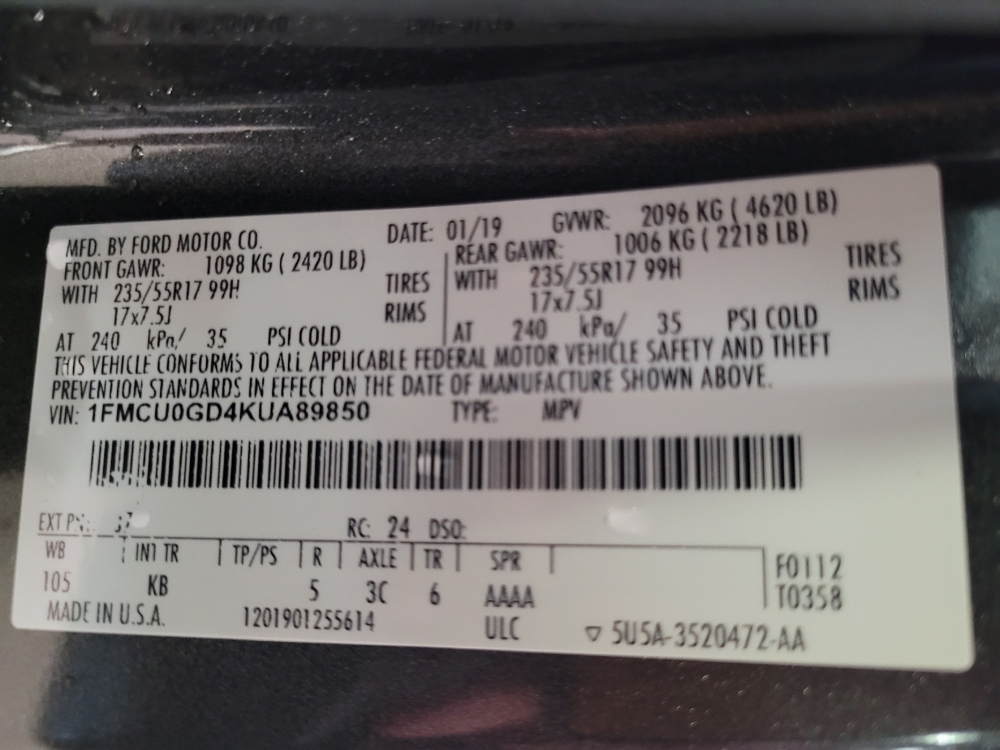 MFD. BY FORD MOTOR CO. DATE: 01/19 GVWR: 2096 KG ( 4620 LB)
FRONT GAWR: 1098 KG ( 2420 LB) REAR GAWR: 1006 KG ( 2218 LB)
WITH 235/55R17 99H TIRES WITH 235/55R17 99H TIRES
17x7.5J RIMS 17x7.5J RIMS
AT 240 kPa/ 35 PSI COLD AT 240 kPa/ 35 PSI COLD
THIS VEHICLE CONFORMS TO ALL APPLICABLE FEDERAL MOTOR VEHICLE SAFETY AND THEFT
PREVENTION STANDARDS IN EFFECT ON THE DATE OF MANUFACTURE SHOWN ABOVE.
VIN: 1FMCU0GD4KUA89850 TYPE: MPV
EXT RC: 24 DSO:
WB INT TR TP/PS R AXLE TR SPR F0112
105 KB 5 3C 6 AAAA T0358
MADE IN U.S.A. 1201901255614 ULC ▽ 5U5A-3520472-AA